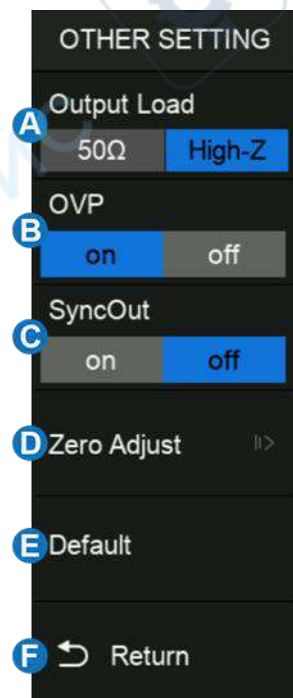 OTHER SETTING
A
Output Load
50Ω High-Z
B
OVP
on off
C
SyncOut
on off
D Zero Adjust
E Default
F Return